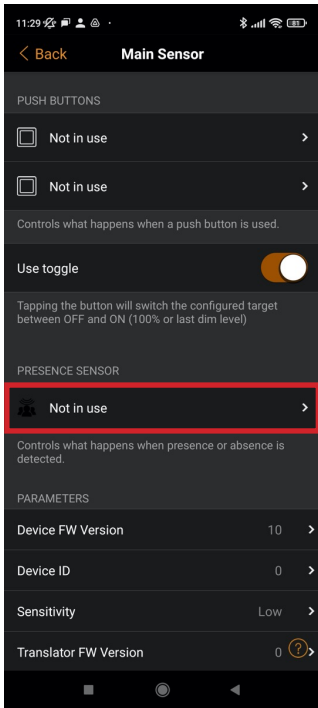 11:29
< Back Main Sensor
PUSH BUTTONS
Not in use >
Not in use >
Controls what happens when a push button is used.
Use toggle
Tapping the button will switch the configured target
between OFF and ON (100% or last dim level)
PRESENCE SENSOR
Not in use >
Controls what happens when presence or absence is
detected.
PARAMETERS
Device FW Version 10 >
Device ID 0 >
Sensitivity Low >
Translator FW Version 0 ? >